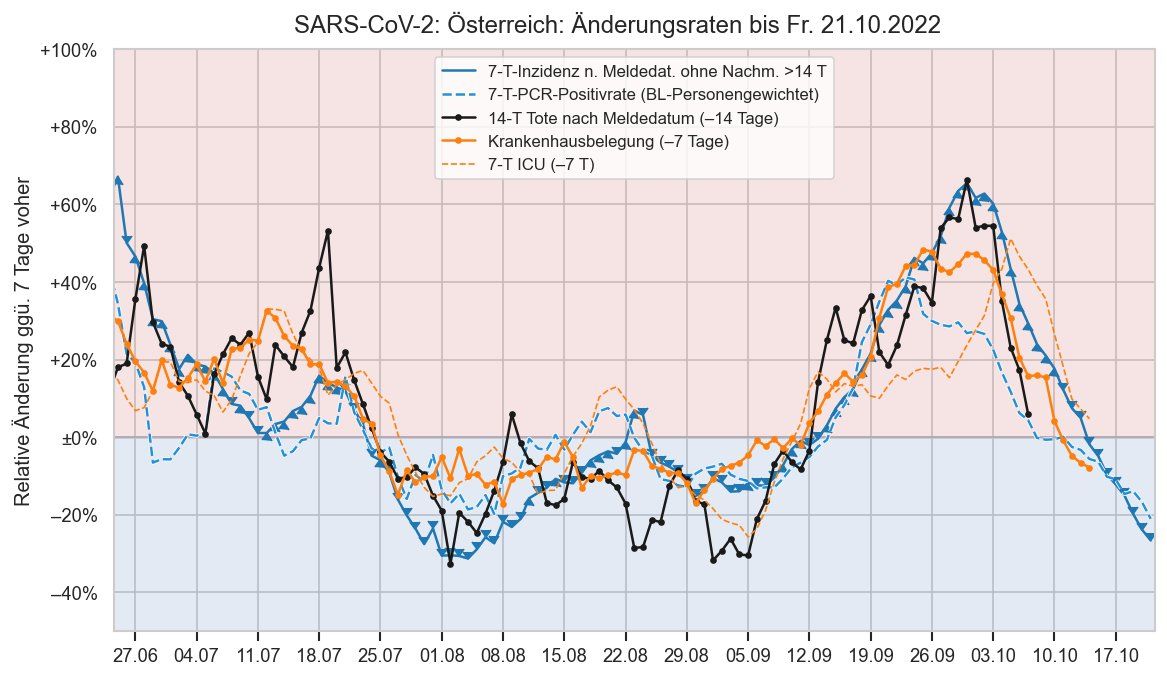 SARS-CoV-2: Österreich: Änderungsraten bis Fr. 21.10.2022
7-T-Inzidenz n. Meldedat. ohne Nachm. >14 T
7-T-PCR-Positivrate (BL-Personengewichtet)
14-T Tote nach Meldedatum (–14 Tage)
Krankenhausbelegung (–7 Tage)
7-T ICU (–7 T)
Relative Änderung ggü. 7 Tage voher
+100%
+80%
+60%
+40%
+20%
±0%
–20%
–40%
27.06 04.07 11.07 18.07 25.07 01.08 08.08 15.08 22.08 29.08 05.09 12.09 19.09 26.09 03.10 10.10 17.10